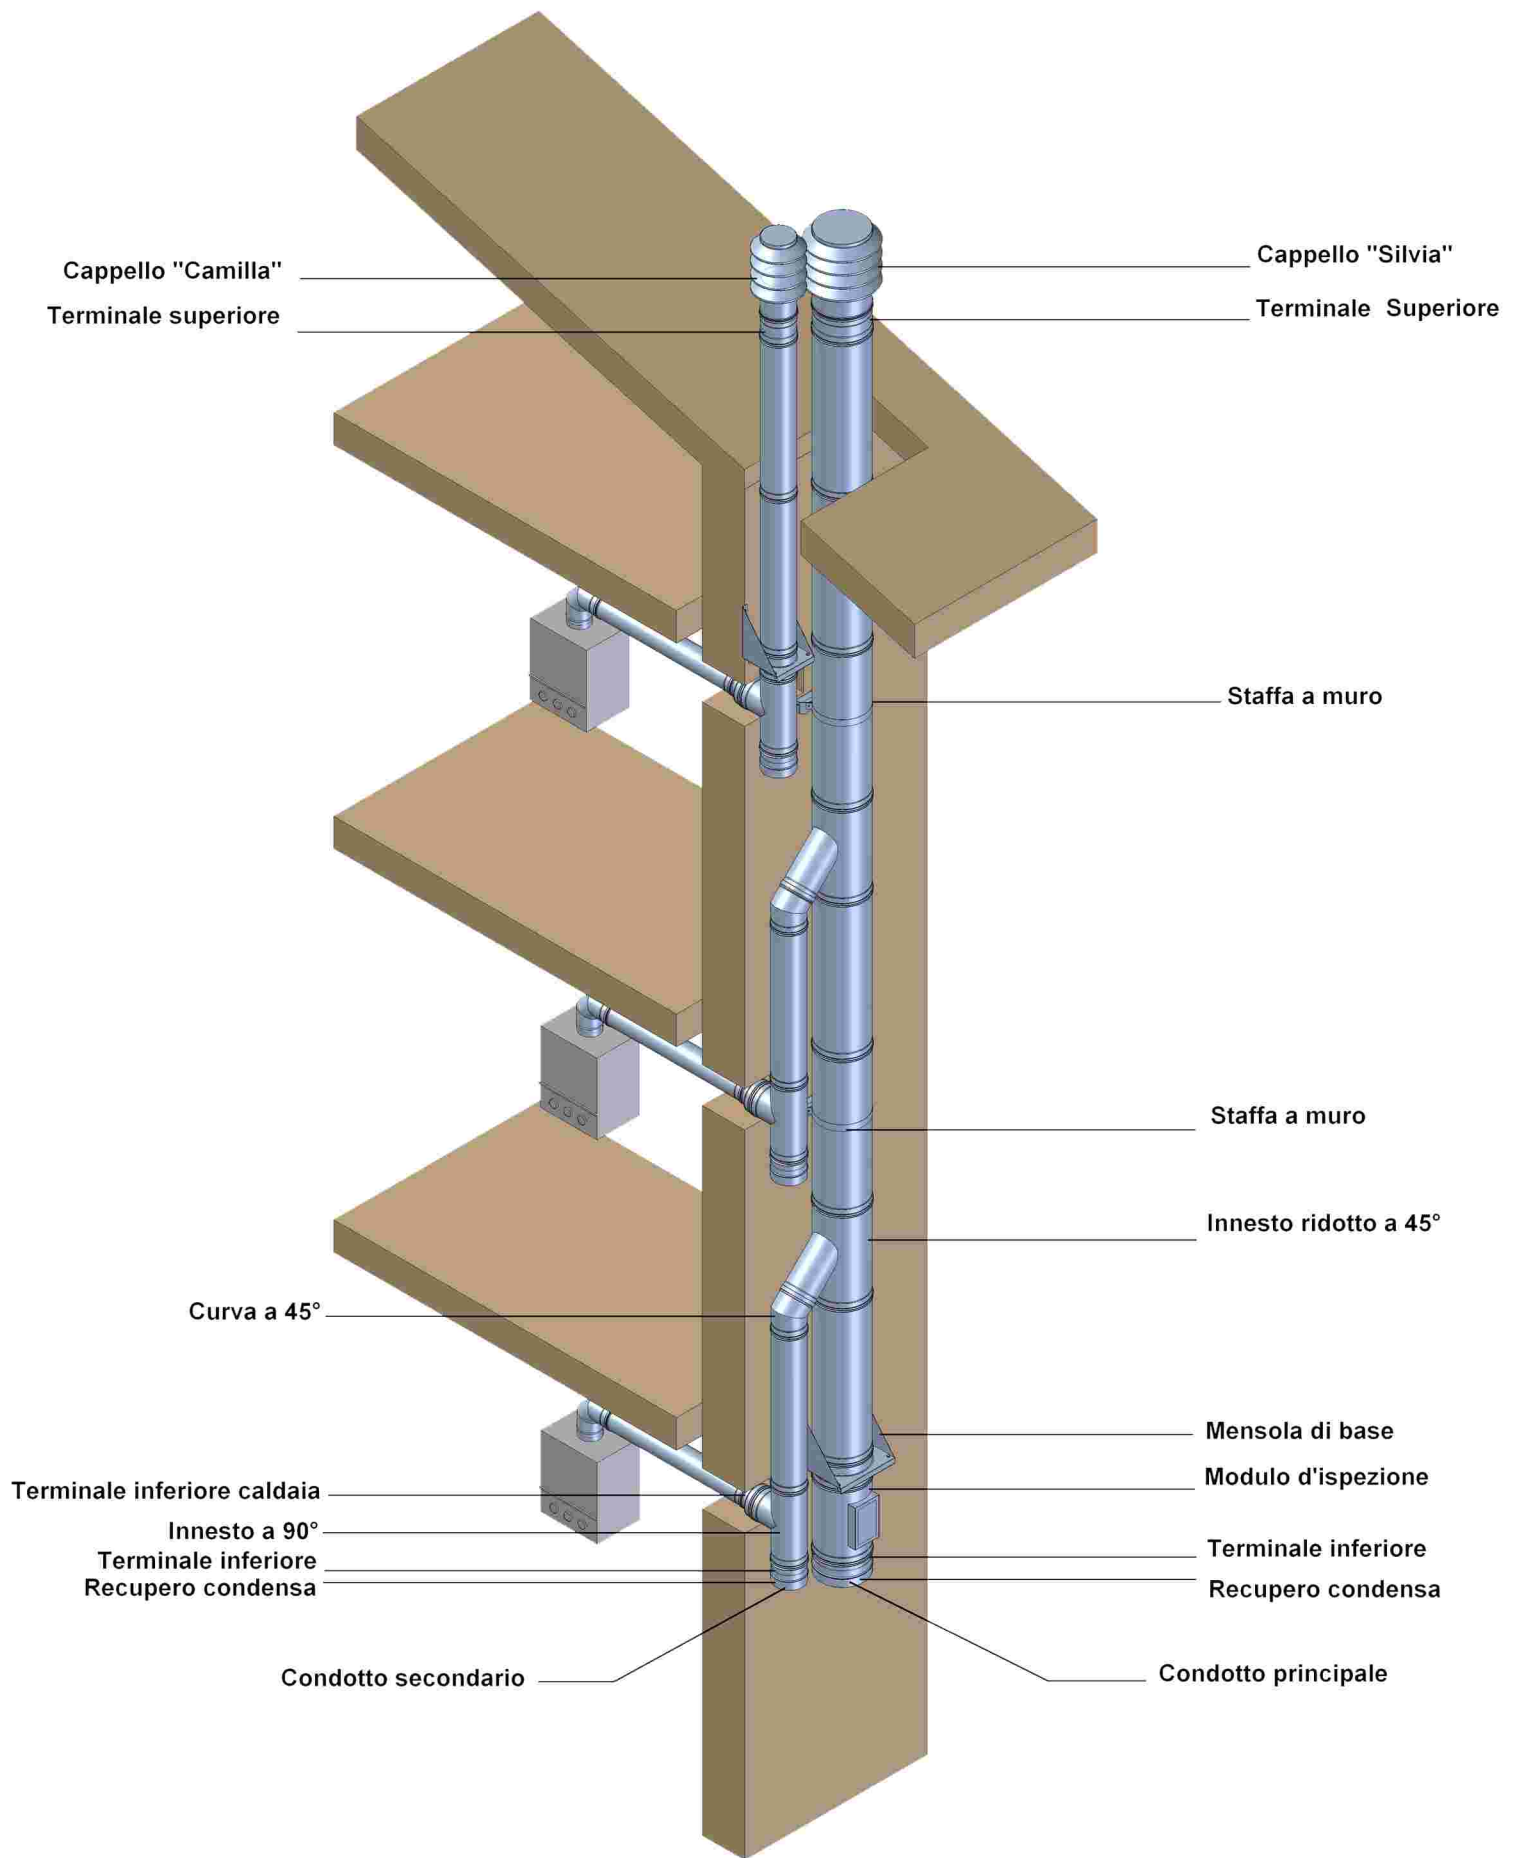 Cappello "Camilla"
Cappello "Silvia"
Terminale superiore
Terminale Superiore
Staffa a muro
Staffa a muro
Innesto ridotto a 45°
Curva a 45°
Mensola di base
Modulo d'ispezione
Terminale inferiore caldaia
Innesto a 90°
Terminale inferiore
Terminale inferiore
Recupero condensa
Recupero condensa
Condotto secondario
Condotto principale